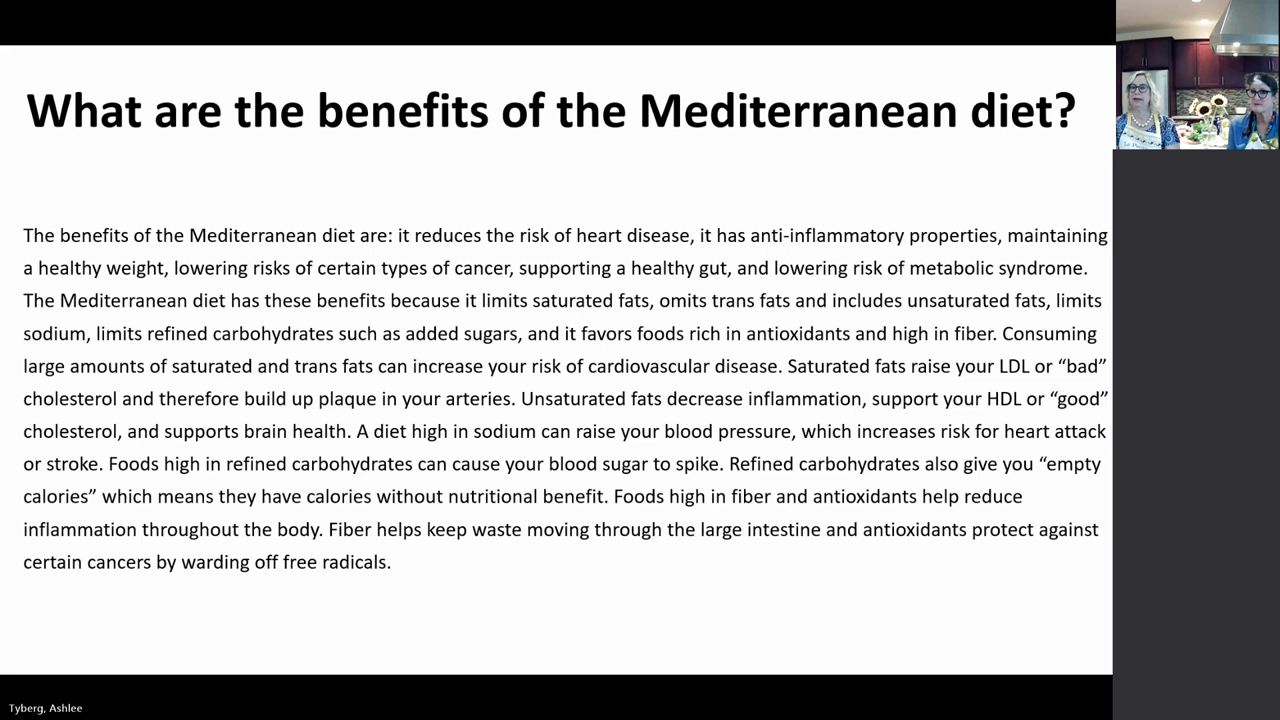 What are the benefits of the Mediterranean diet?
The benefits of the Mediterranean diet are: it reduces the risk of heart disease, it has anti-inflammatory properties, maintaining
a healthy weight, lowering risks of certain types of cancer, supporting a healthy gut, and lowering risk of metabolic syndrome.
The Mediterranean diet has these benefits because it limits saturated fats, omits trans fats and includes unsaturated fats, limits
sodium, limits refined carbohydrates such as added sugars, and it favors foods rich in antioxidants and high in fiber. Consuming
large amounts of saturated and trans fats can increase your risk of cardiovascular disease. Saturated fats raise your LDL or “bad”
cholesterol and therefore build up plaque in your arteries. Unsaturated fats decrease inflammation, support your HDL or “good”
cholesterol, and supports brain health. A diet high in sodium can raise your blood pressure, which increases risk for heart attack
or stroke. Foods high in refined carbohydrates can cause your blood sugar to spike. Refined carbohydrates also give you “empty
calories” which means they have calories without nutritional benefit. Foods high in fiber and antioxidants help reduce
inflammation throughout the body. Fiber helps keep waste moving through the large intestine and antioxidants protect against
certain cancers by warding off free radicals.
Tyberg, Ashlee